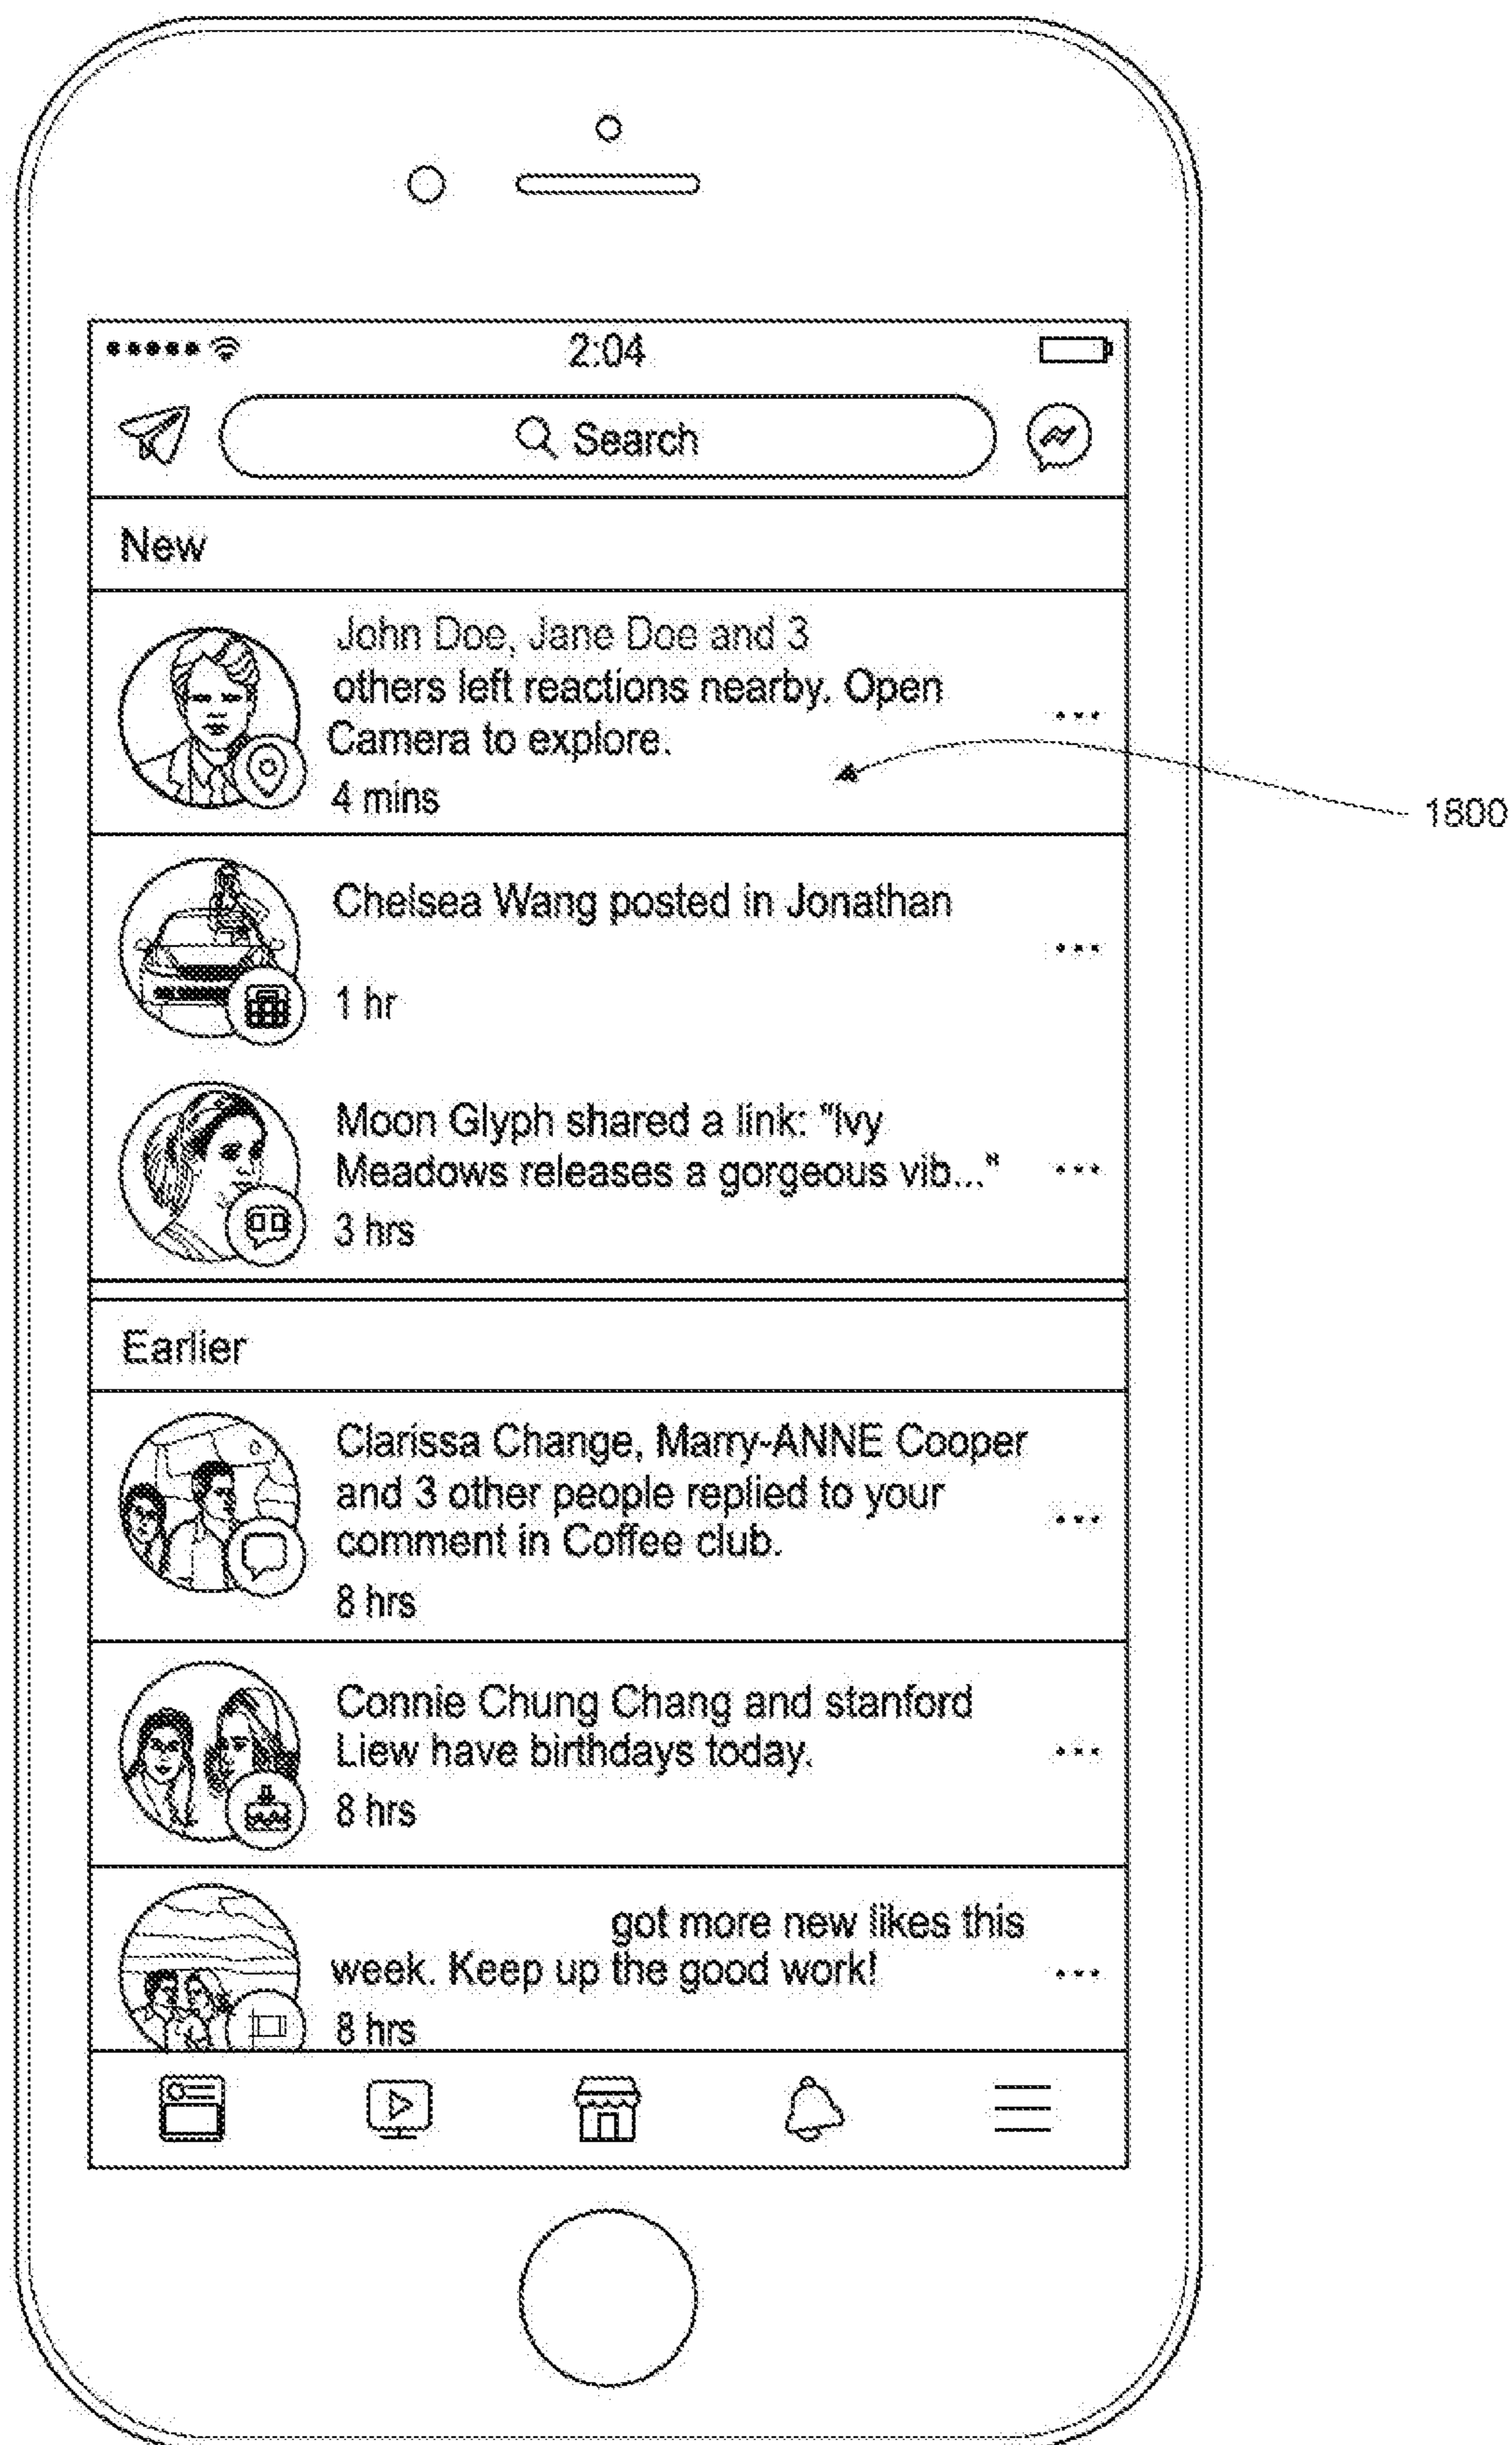 2:04
Search
New
John Doe, Jane Doe and 3
others left reactions nearby. Open
Camera to explore.
4 mins
1800
Chelsea Wang posted in Jonathan
1 hr
Moon Glyph shared a link: "Ivy
Meadows releases a gorgeous vib..."
3 hrs
Earlier
Clarissa Change, Marry-ANNE Cooper
and 3 other people replied to your
comment in Coffee club.
8 hrs
Connie Chung Chang and stanford
Liew have birthdays today.
8 hrs
got more new likes this
week. Keep up the good work!
8 hrs